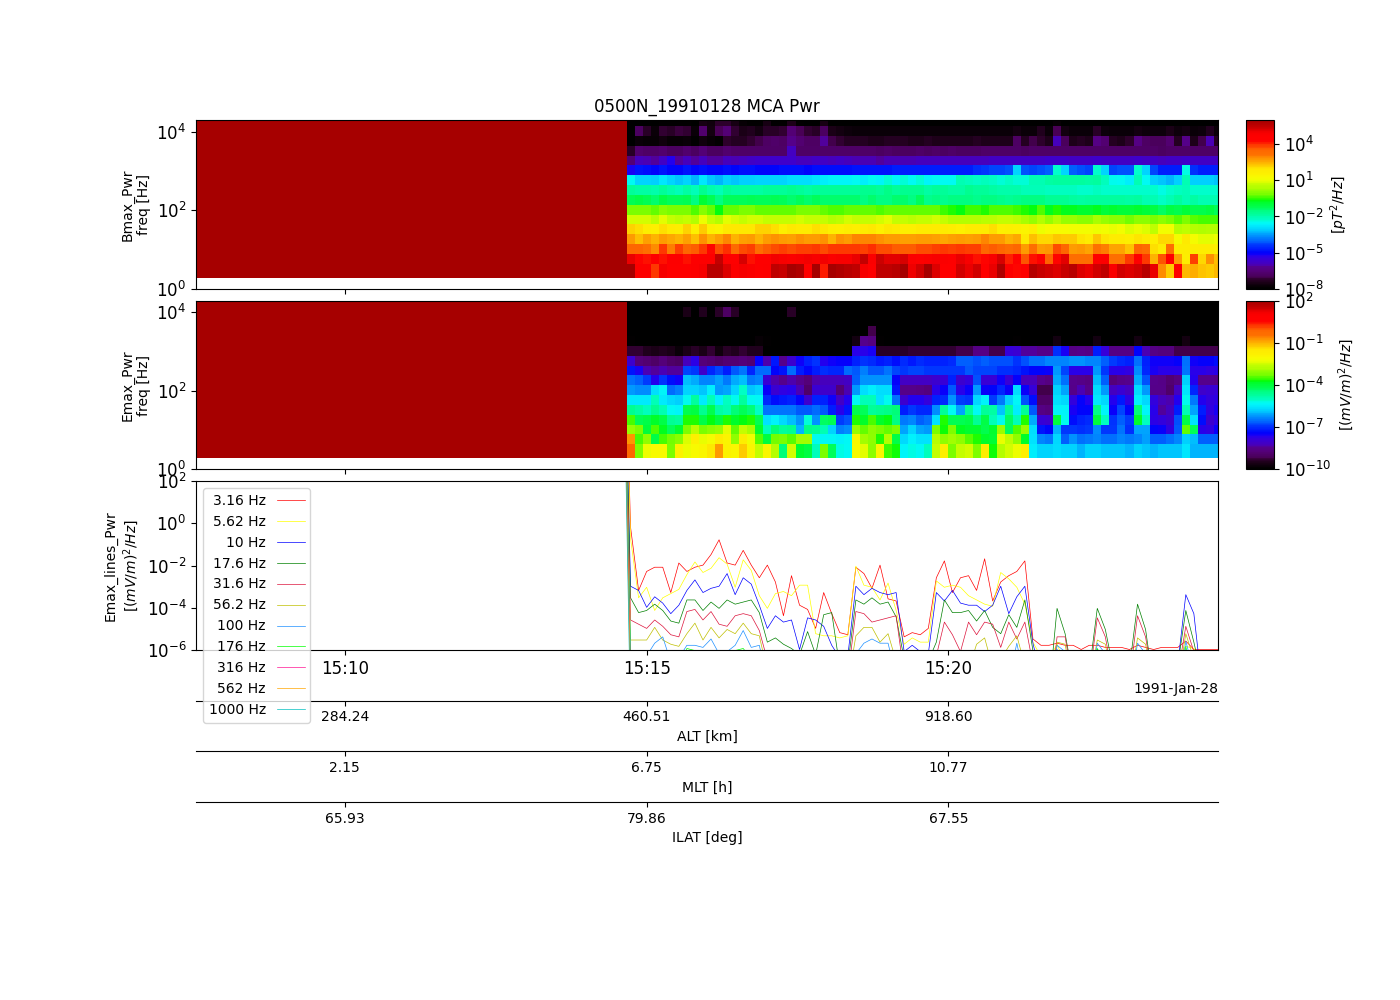 0500N_19910128 MCA Pwr
Bmax_Pwr
freq [Hz]
10^4
10^2
10^0
10^4
10^1
10^-2
10^-5
10^-8
[pT^2/Hz]
Emax_Pwr
freq [Hz]
10^4
10^2
10^0
10^2
10^-1
10^-4
10^-7
10^-10
[(mV/m)^2/Hz]
Emax_lines_Pwr
[(mV/m)^2/Hz]
10^2
10^0
10^-2
10^-4
10^-6
3.16 Hz
5.62 Hz
10 Hz
17.6 Hz
31.6 Hz
56.2 Hz
100 Hz
176 Hz
316 Hz
562 Hz
1000 Hz
15:10 15:15 15:20
1991-Jan-28
284.24 460.51 918.60
ALT [km]
2.15 6.75 10.77
MLT [h]
65.93 79.86 67.55
ILAT [deg]